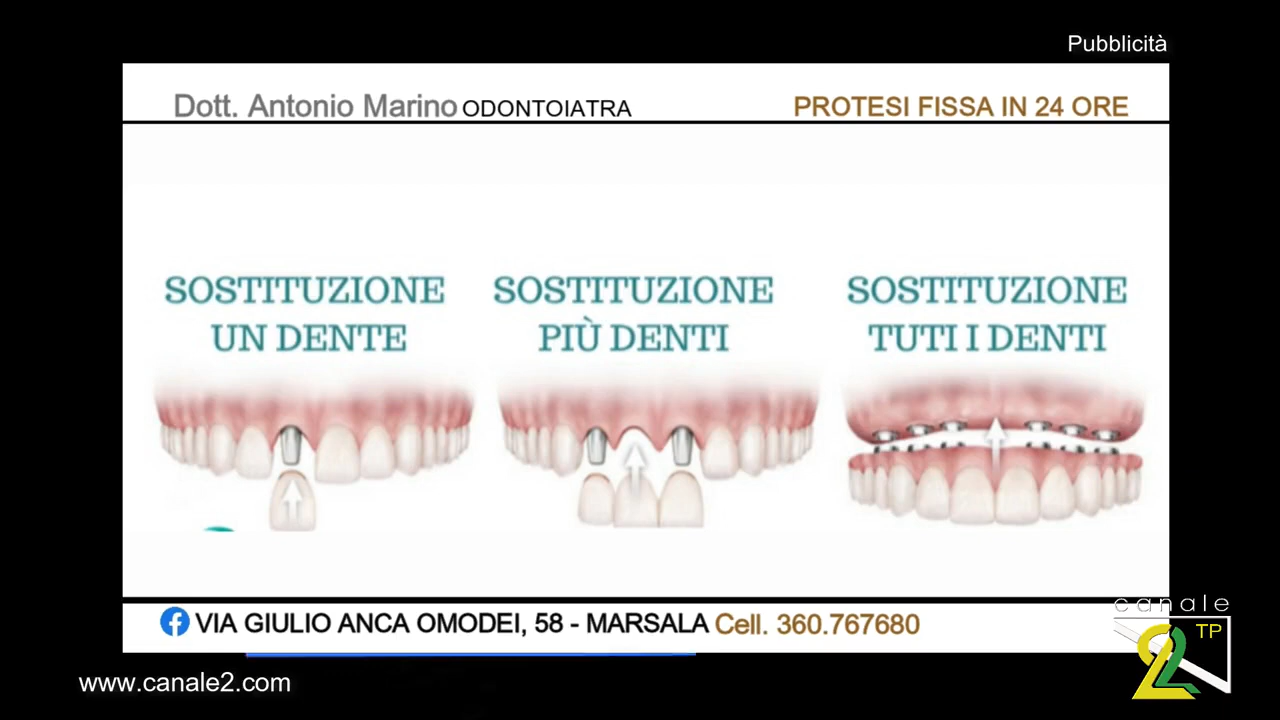 Pubblicità
Dott. Antonio Marino ODONTOIATRA
PROTESI FISSA IN 24 ORE
SOSTITUZIONE
UN DENTE
SOSTITUZIONE
PIÙ DENTI
SOSTITUZIONE
TUTI I DENTI
VIA GIULIO ANCA OMODEI, 58 - MARSALA Cell. 360.767680
canale
2 TP
www.canale2.com